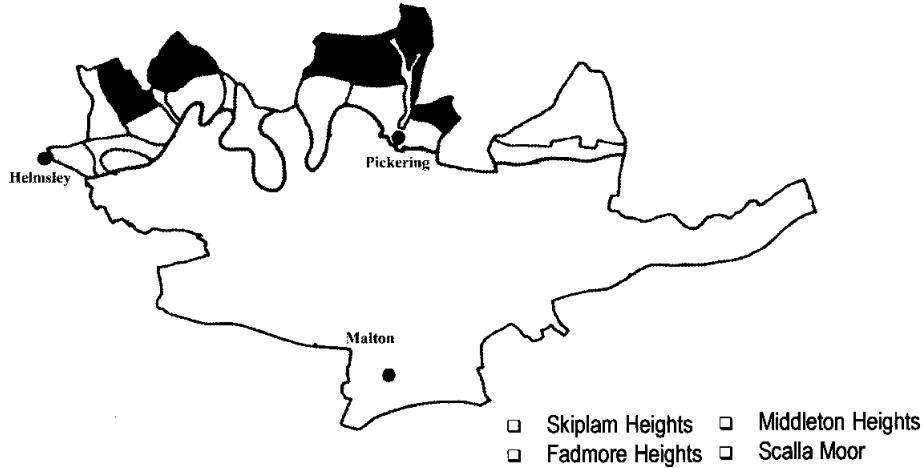 Pickering
Helmsley
Malton
□ Skiplam Heights □ Middleton Heights
□ Fadmore Heights □ Scalla Moor